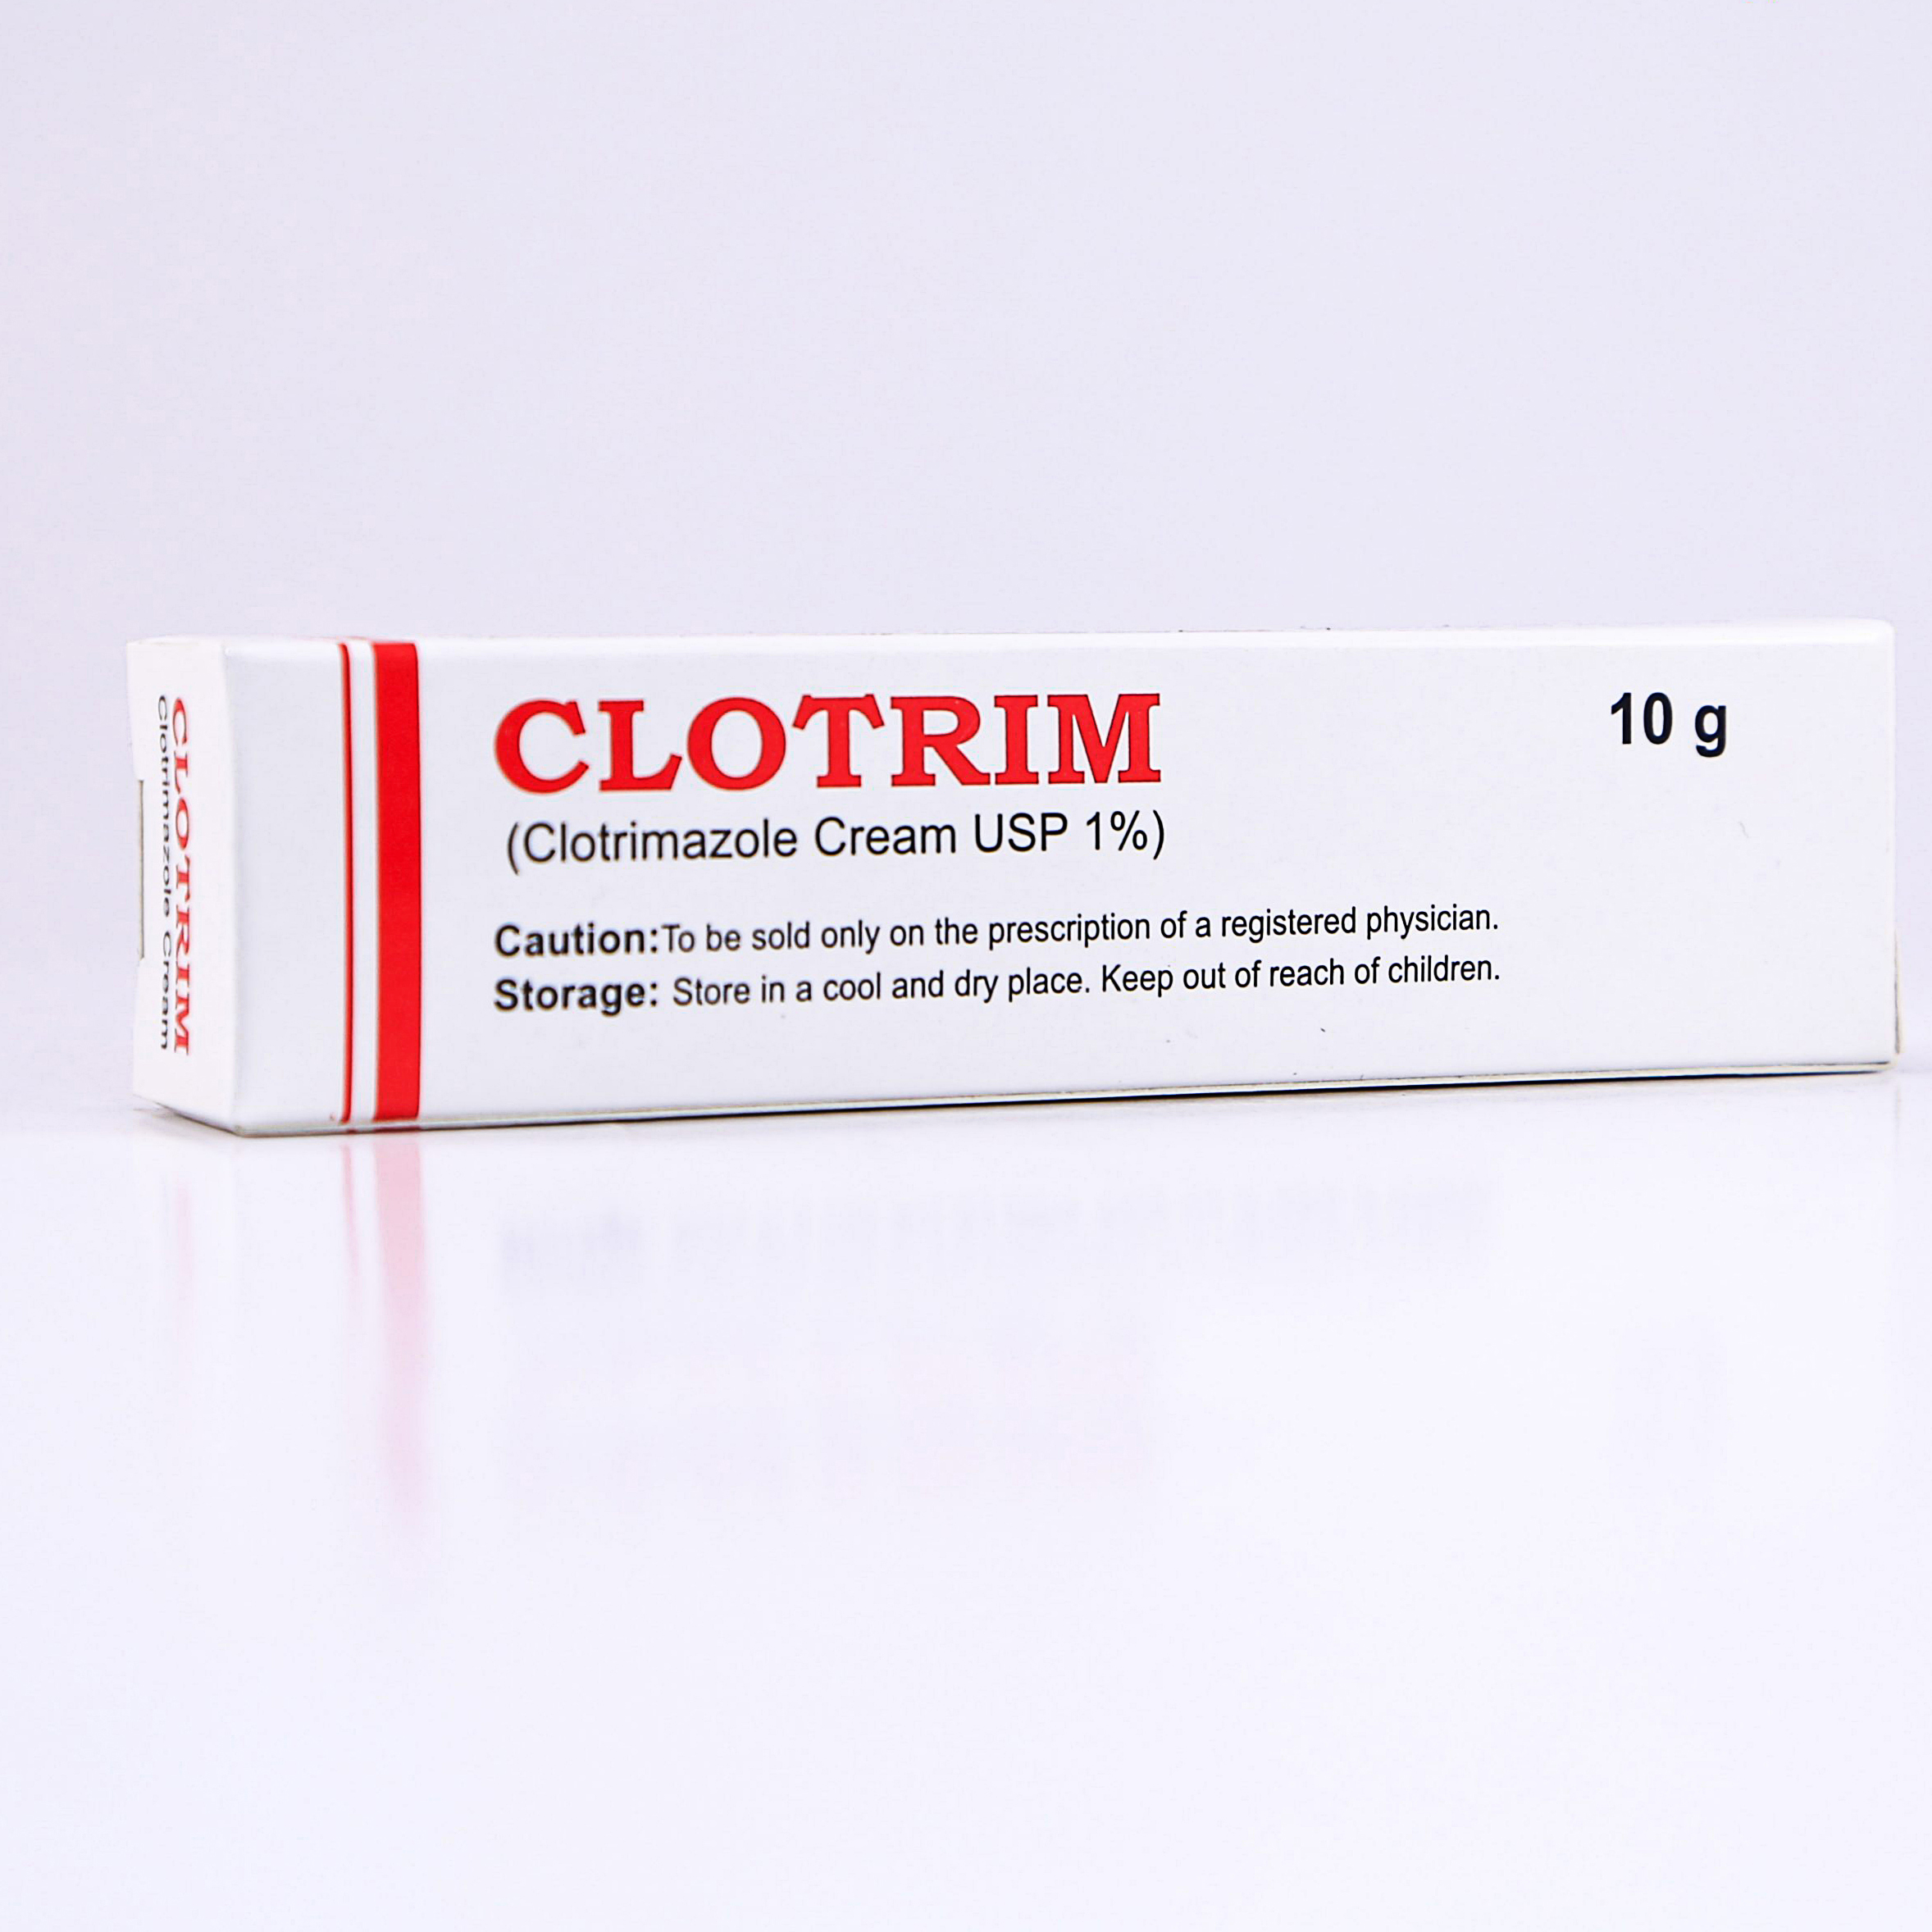 CLOTRIM
Clotrimazole Cream
CLOTRIM
10 g
(Clotrimazole Cream USP 1%)
Caution:To be sold only on the prescription of a registered physician.
Storage: Store in a cool and dry place. Keep out of reach of children.